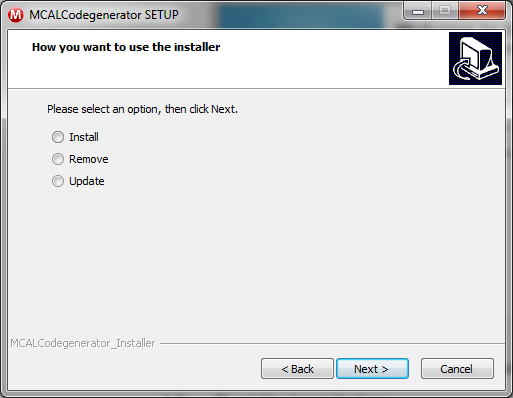 MCALCodegenerator SETUP
How you want to use the installer
Please select an option, then click Next.
Install
Remove
Update
MCALCodegenerator_Installer
< Back Next > Cancel